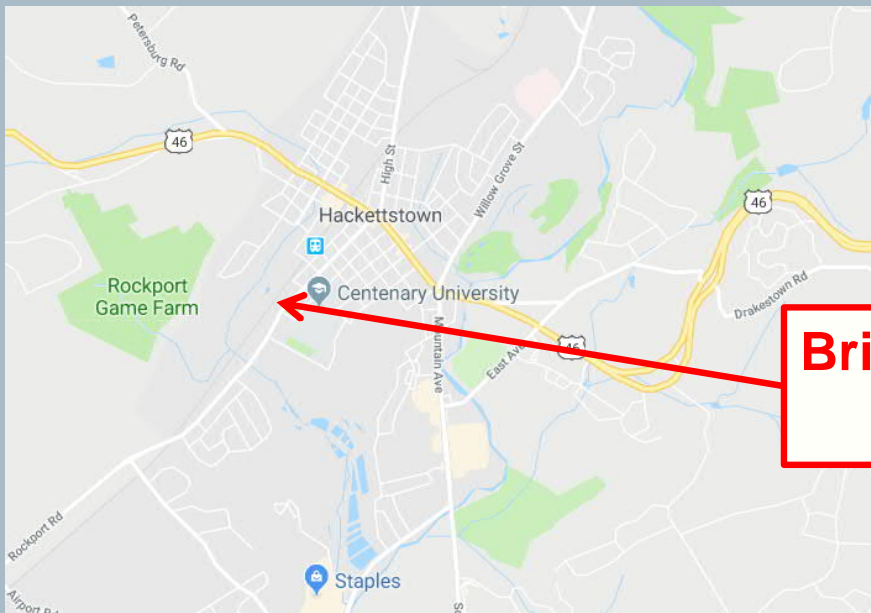 Petersburg Rd
46
High St
Willow Grove St
Hackettstown
46
Rockport
Game Farm
Centenary University
Drakestown Rd
Mountain Ave
East Ave
46
Rockport Rd
Staples